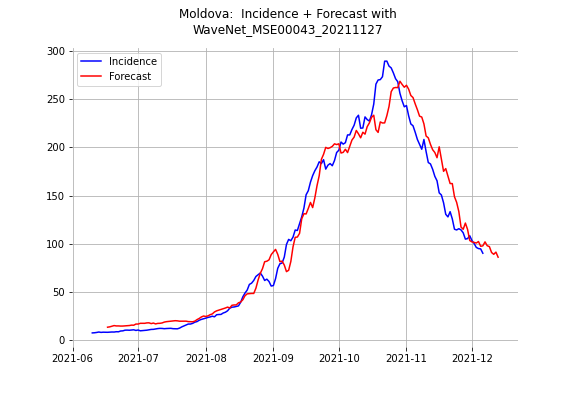 Moldova:  Incidence + Forecast with
WaveNet_MSE00043_20211127
Incidence
Forecast
300
250
200
150
100
50
0
2021-06 2021-07 2021-08 2021-09 2021-10 2021-11 2021-12